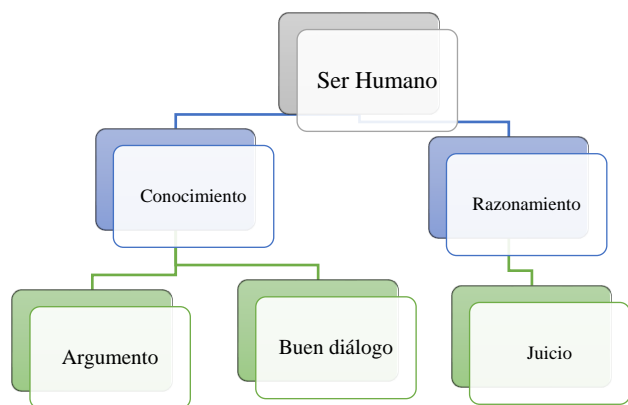 Ser Humano
Conocimiento
Razonamiento
Argumento
Buen diálogo
Juicio